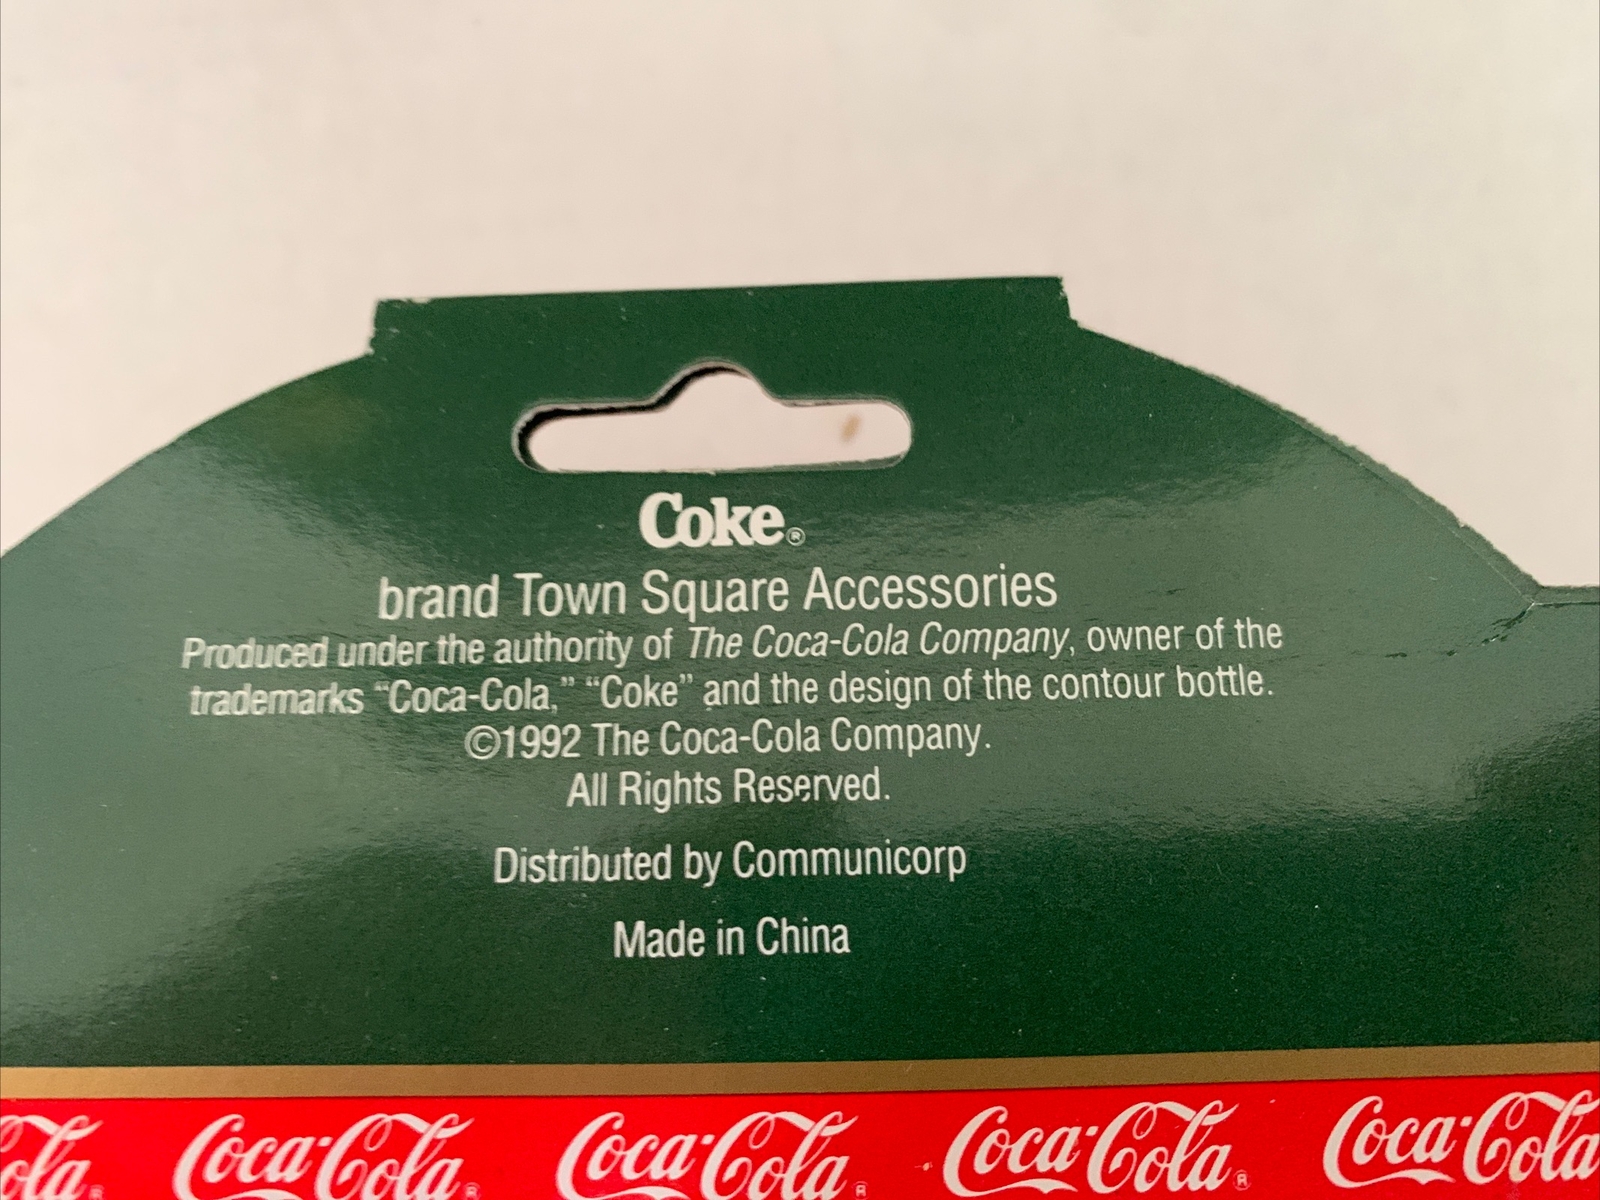 Coke®
brand Town Square Accessories
Produced under the authority of The Coca-Cola Company, owner of the
trademarks “Coca-Cola,” “Coke” and the design of the contour bottle.
©1992 The Coca-Cola Company.
All Rights Reserved.
Distributed by Communicorp
Made in China
ola® Coca-Cola® Coca-Cola® Coca-Cola® Coca-Cola